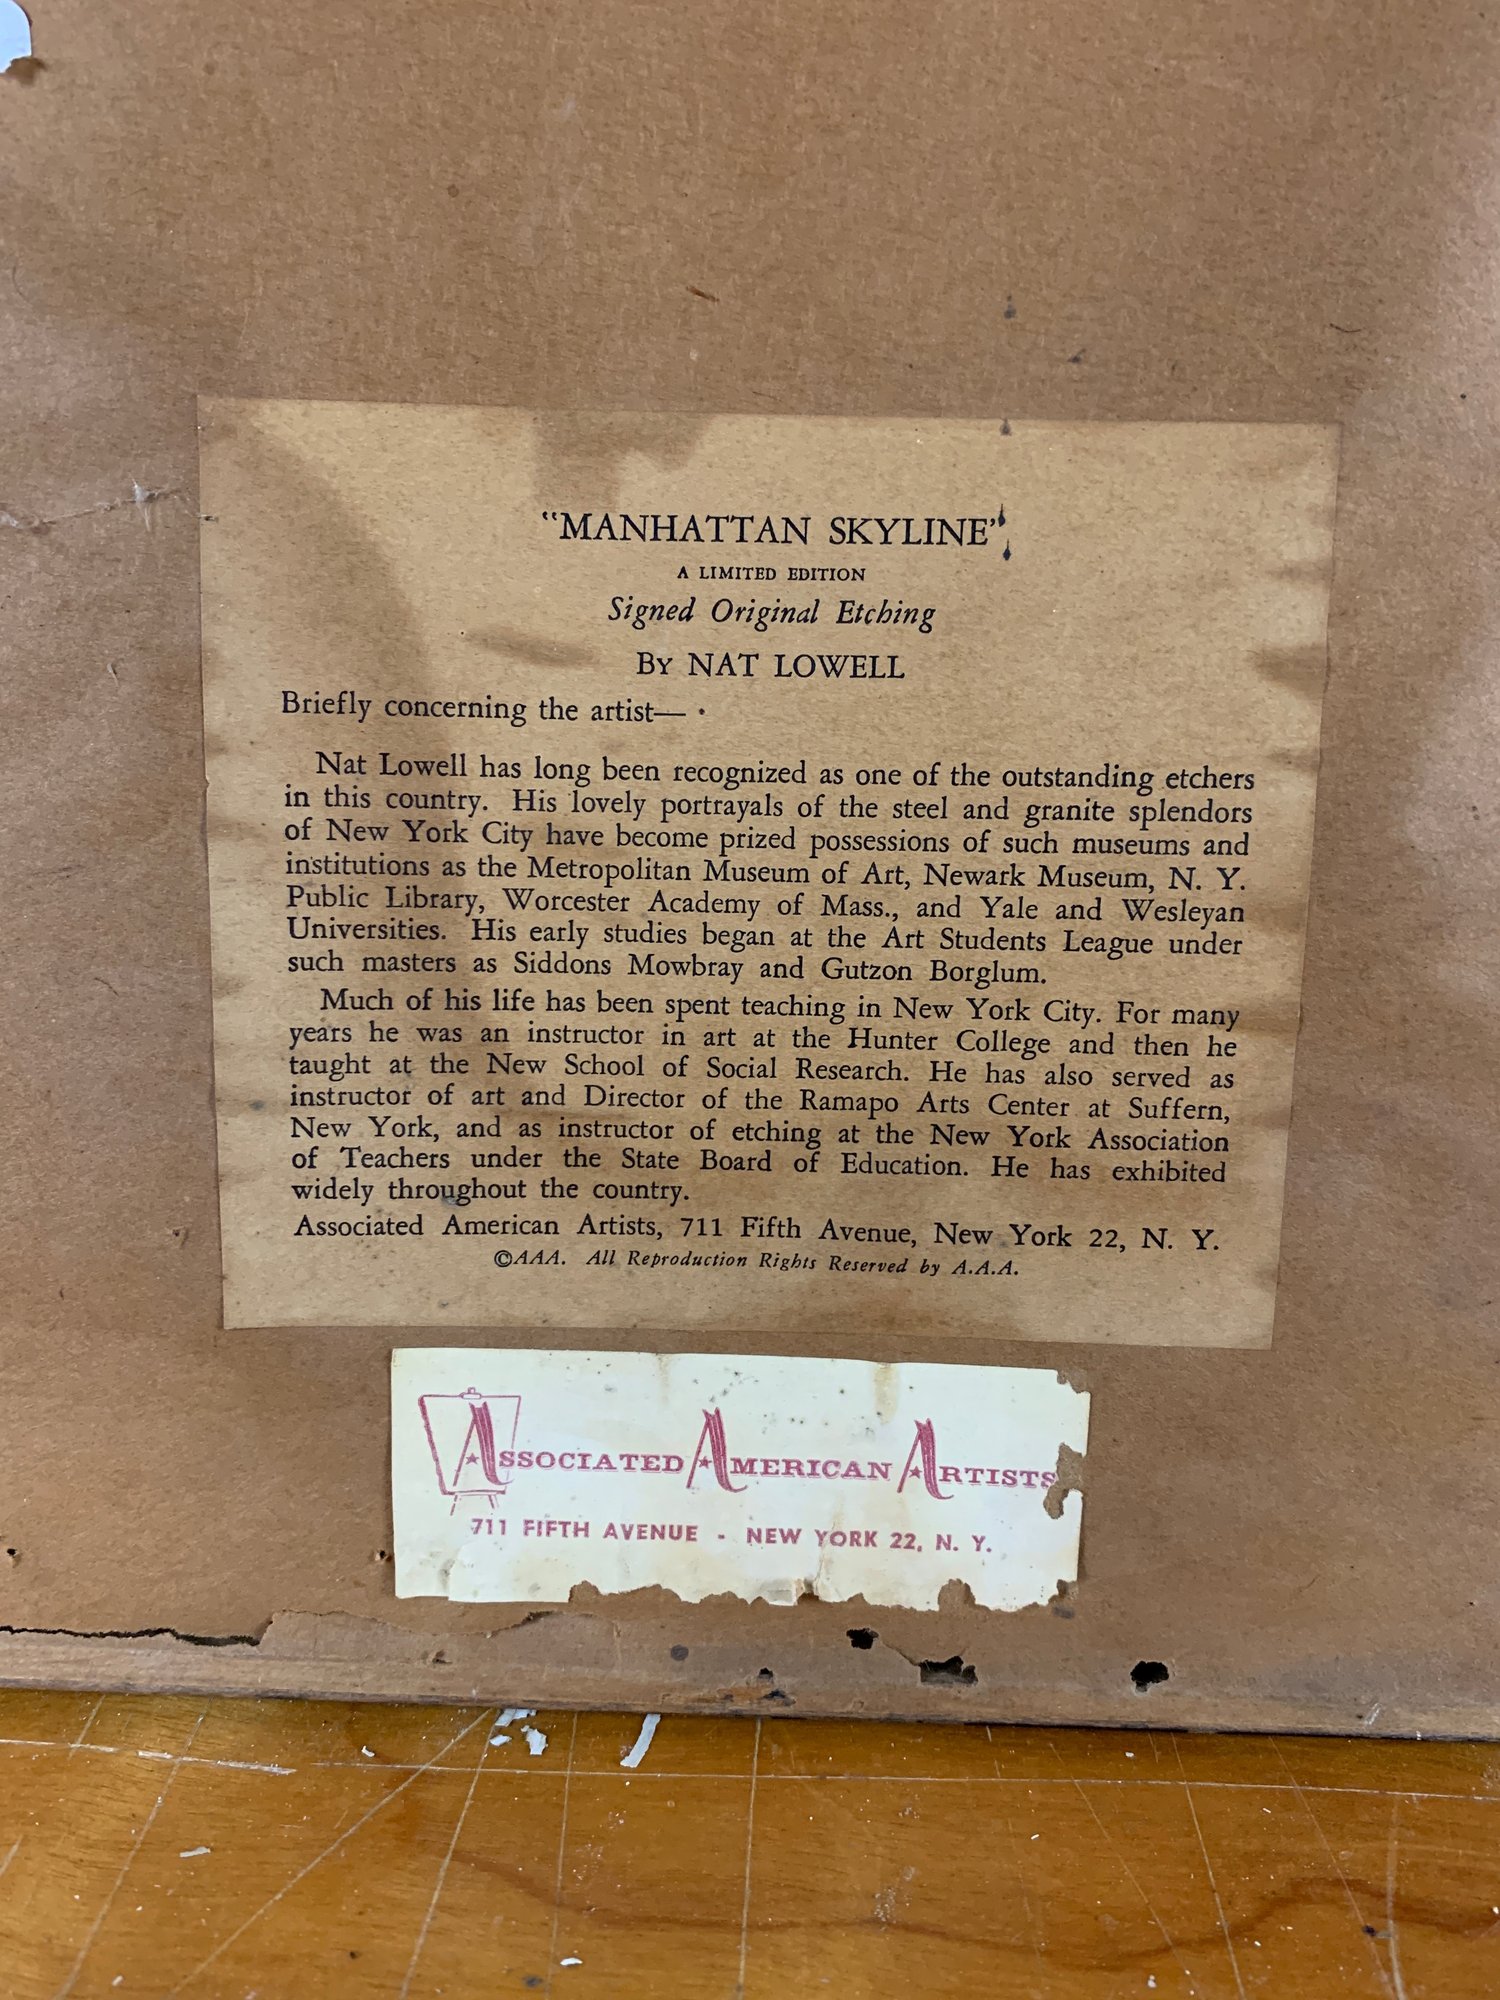 “MANHATTAN SKYLINE”
A LIMITED EDITION
Signed Original Etching
BY NAT LOWELL
Briefly concerning the artist—
Nat Lowell has long been recognized as one of the outstanding etchers
in this country. His lovely portrayals of the steel and granite splendors
of New York City have become prized possessions of such museums and
institutions as the Metropolitan Museum of Art, Newark Museum, N. Y.
Public Library, Worcester Academy of Mass., and Yale and Wesleyan
Universities. His early studies began at the Art Students League under
such masters as Siddons Mowbray and Gutzon Borglum.
Much of his life has been spent teaching in New York City. For many
years he was an instructor in art at the Hunter College and then he
taught at the New School of Social Research. He has also served as
instructor of art and Director of the Ramapo Arts Center at Suffern,
New York, and as instructor of etching at the New York Association
of Teachers under the State Board of Education. He has exhibited
widely throughout the country.
Associated American Artists, 711 Fifth Avenue, New York 22, N. Y.
©AAA. All Reproduction Rights Reserved by A.A.A.
ASSOCIATED AMERICAN ARTISTS
711 FIFTH AVENUE - NEW YORK 22, N. Y.